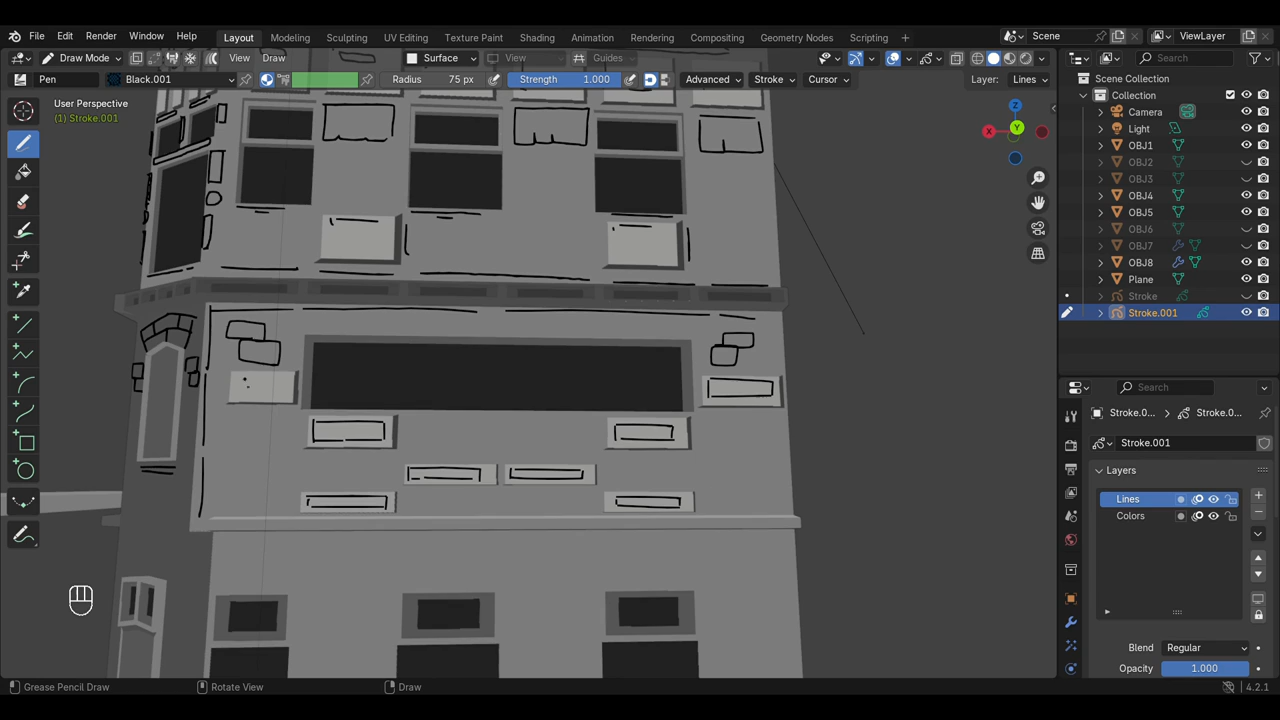 File Edit Render Window Help Layout Modeling Sculpting UV Editing Texture Paint Shading Animation Rendering Compositing Geometry Nodes Scripting Scene ViewLayer
Draw Mode View Draw Surface View Guides Search
Pen Black.001 Radius 75 px Strength 1.000 Advanced Stroke Cursor Layer: Lines
Scene Collection
Collection
Camera
Light
OBJ1
OBJ2
OBJ3
OBJ4
OBJ5
OBJ6
OBJ7
OBJ8
Plane
Stroke
Stroke.001
User Perspective
(1) Stroke.001
Z
Y
X
Search
Stroke.0... Stroke.0...
Stroke.001
Layers
Lines
Colors
Blend Regular
Opacity 1.000
Grease Pencil Draw Rotate View Draw 4.2.1